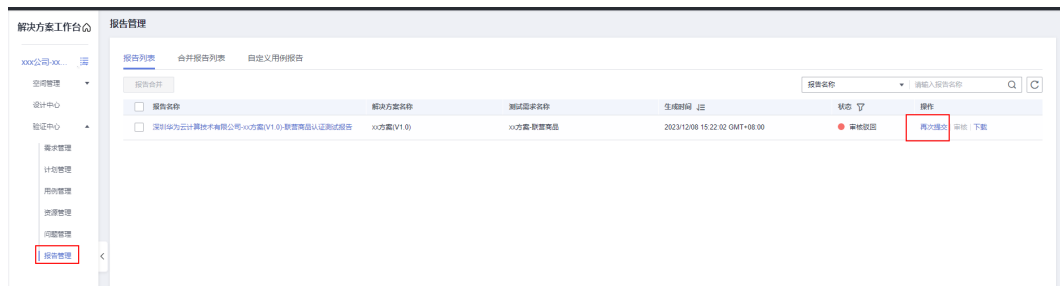 解决方案工作台
报告管理
xxx公司-xx...
空间管理
设计中心
验证中心
需求管理
计划管理
用例管理
资源管理
问题管理
报告管理
报告列表 合并报告列表 自定义用例报告
报告合并
报告名称 请输入报告名称
报告名称 解决方案名称 测试需求名称 生成时间 状态 操作
深圳华为云计算技术有限公司-xx方案(V1.0)-联营商品认证测试报告 xx方案(V1.0) xx方案-联营商品 2023/12/08 15:22:02 GMT+08:00 审核驳回 再次提交 审核 下载